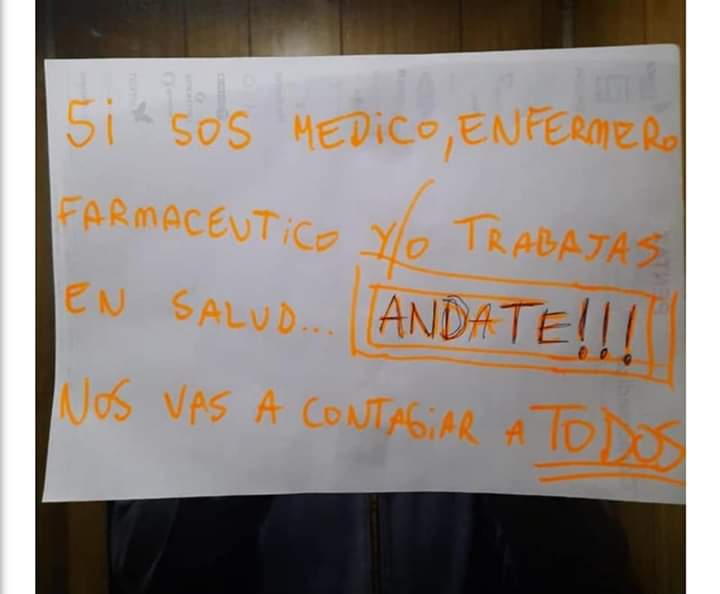 Si SOS MEDiCO, ENFERMERO
FARMACEUTiCO Y/O TRABAJAS
EN SALUD... ANDATE!!!
NOS VAS A CONTAGiAR A TODOS